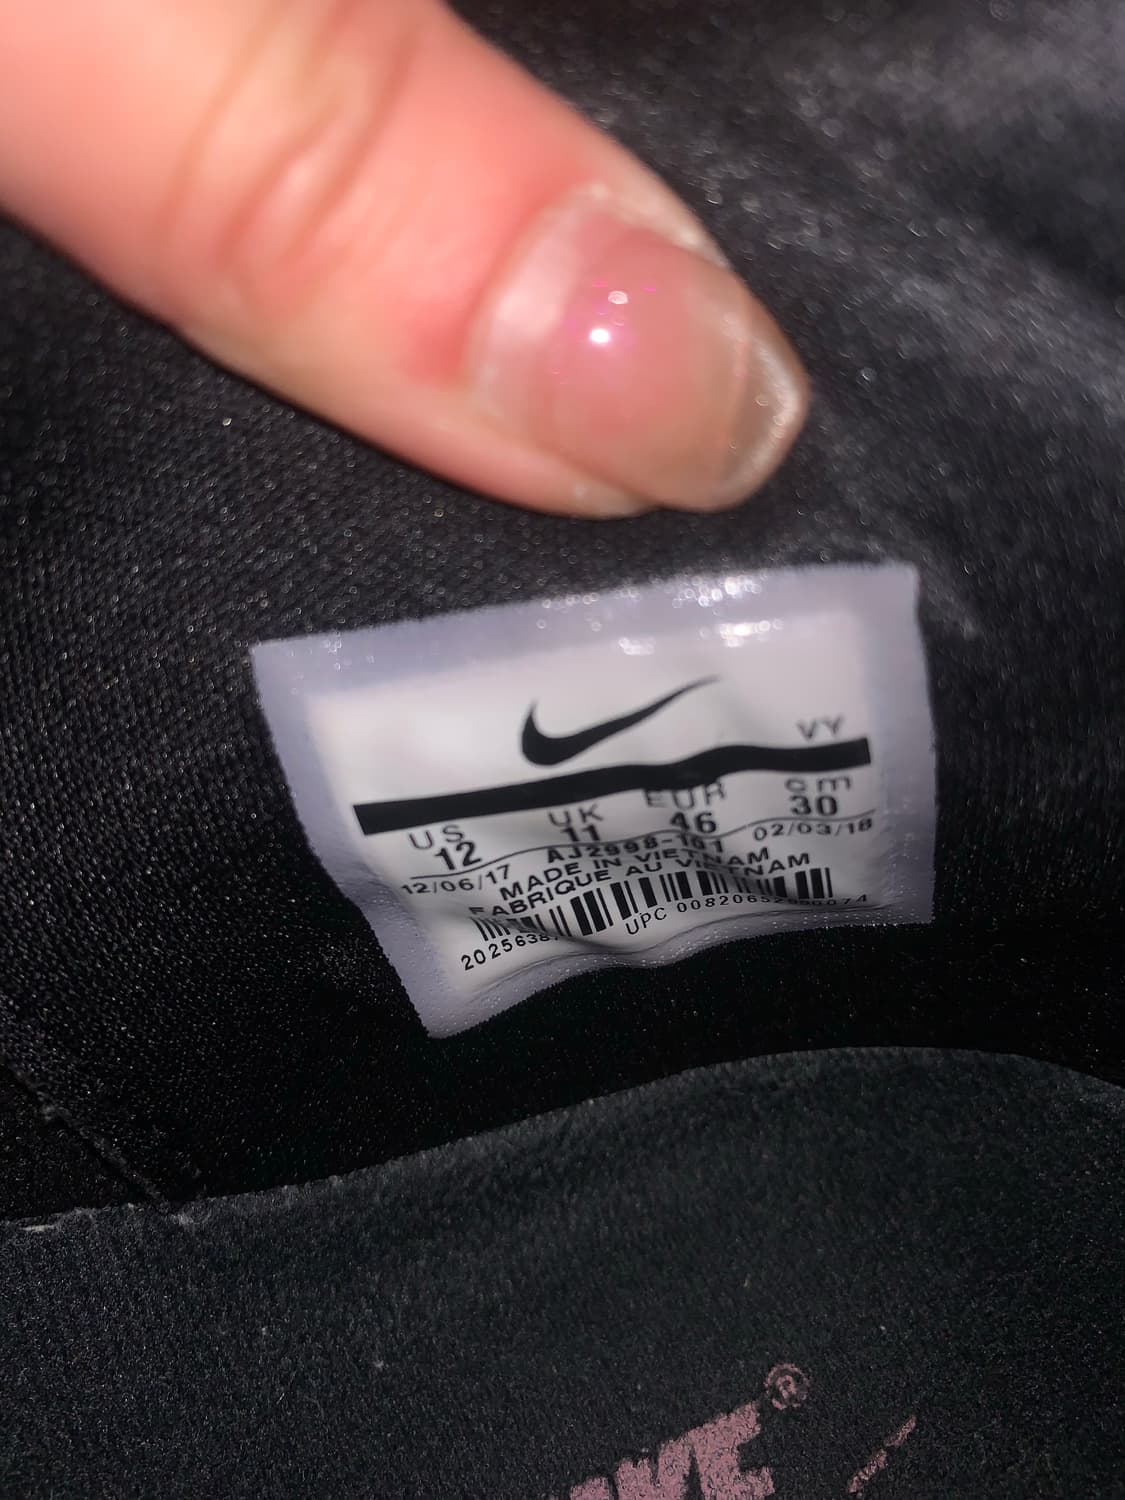 VY
US UK EUR cm
12 11 46 30
12/06/17 AJ2998-101 02/03/18
MADE IN VIETNAM
FABRIQUE AU VIETNAM
UPC
NIKE®